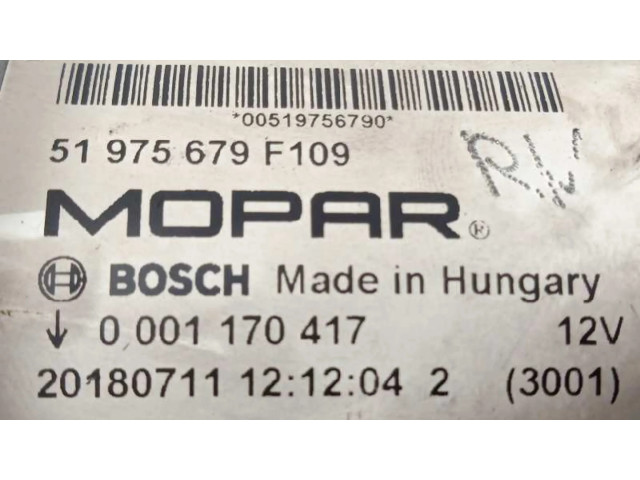 *00519756790*
51 975 679 F109
RW
MOPAR®
BOSCH Made in Hungary
0 001 170 417 12V
20180711 12:12:04 2 (3001)